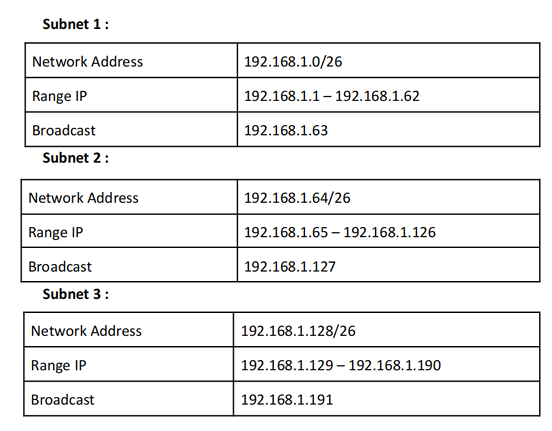 Subnet 1 :
Network Address 192.168.1.0/26
Range IP 192.168.1.1 – 192.168.1.62
Broadcast 192.168.1.63
Subnet 2 :
Network Address 192.168.1.64/26
Range IP 192.168.1.65 – 192.168.1.126
Broadcast 192.168.1.127
Subnet 3 :
Network Address 192.168.1.128/26
Range IP 192.168.1.129 – 192.168.1.190
Broadcast 192.168.1.191